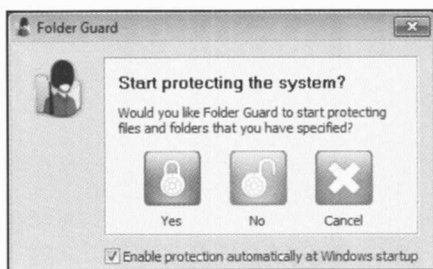 Folder Guard
Start protecting the system?
Would you like Folder Guard to start protecting
files and folders that you have specified?
Yes No Cancel
Enable protection automatically at Windows startup